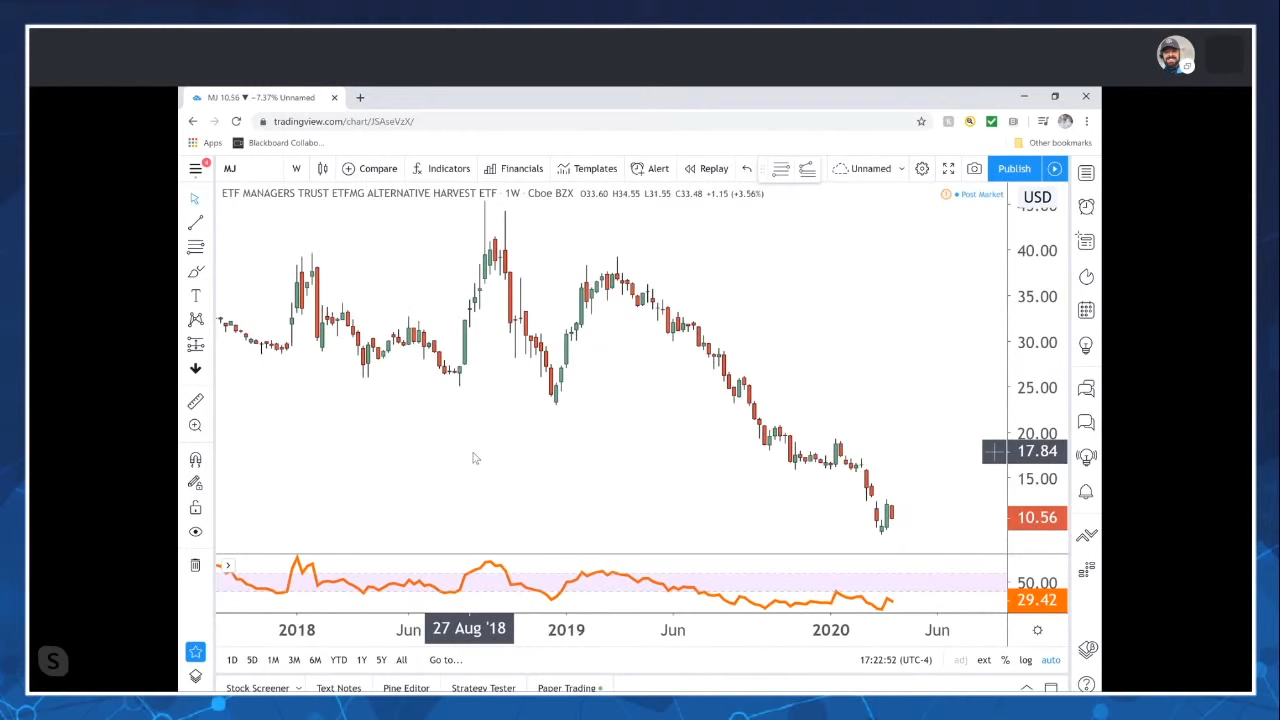 MJ 10.56 ▼ −7.37% Unnamed
tradingview.com/chart/JSAseVzX/
Apps Blackboard Collabo... Other bookmarks
4
MJ W Compare Indicators Financials Templates Alert Replay Unnamed Publish
ETF MANAGERS TRUST ETFMG ALTERNATIVE HARVEST ETF · 1W · Cboe BZX O33.60 H34.55 L31.55 C33.48 +1.15 (+3.56%)
Post Market
USD
45.00
40.00
35.00
30.00
25.00
20.00
17.84
15.00
10.56
50.00
29.42
2018 Jun 27 Aug '18 2019 Jun 2020 Jun
1D 5D 1M 3M 6M YTD 1Y 5Y All Go to... 17:22:52 (UTC-4) adj ext % log auto
Stock Screener Text Notes Pine Editor Strategy Tester Paper Trading
S